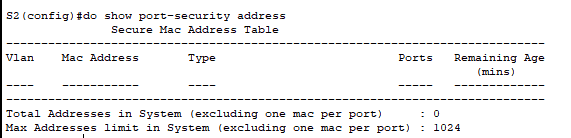 S2(config)#do show port-security address
Secure Mac Address Table
-----------------------------------------------------------------------------
Vlan Mac Address Type Ports Remaining Age
(mins)
---- ----------- ---- ----- -------------
-----------------------------------------------------------------------------
Total Addresses in System (excluding one mac per port) : 0
Max Addresses limit in System (excluding one mac per port) : 1024